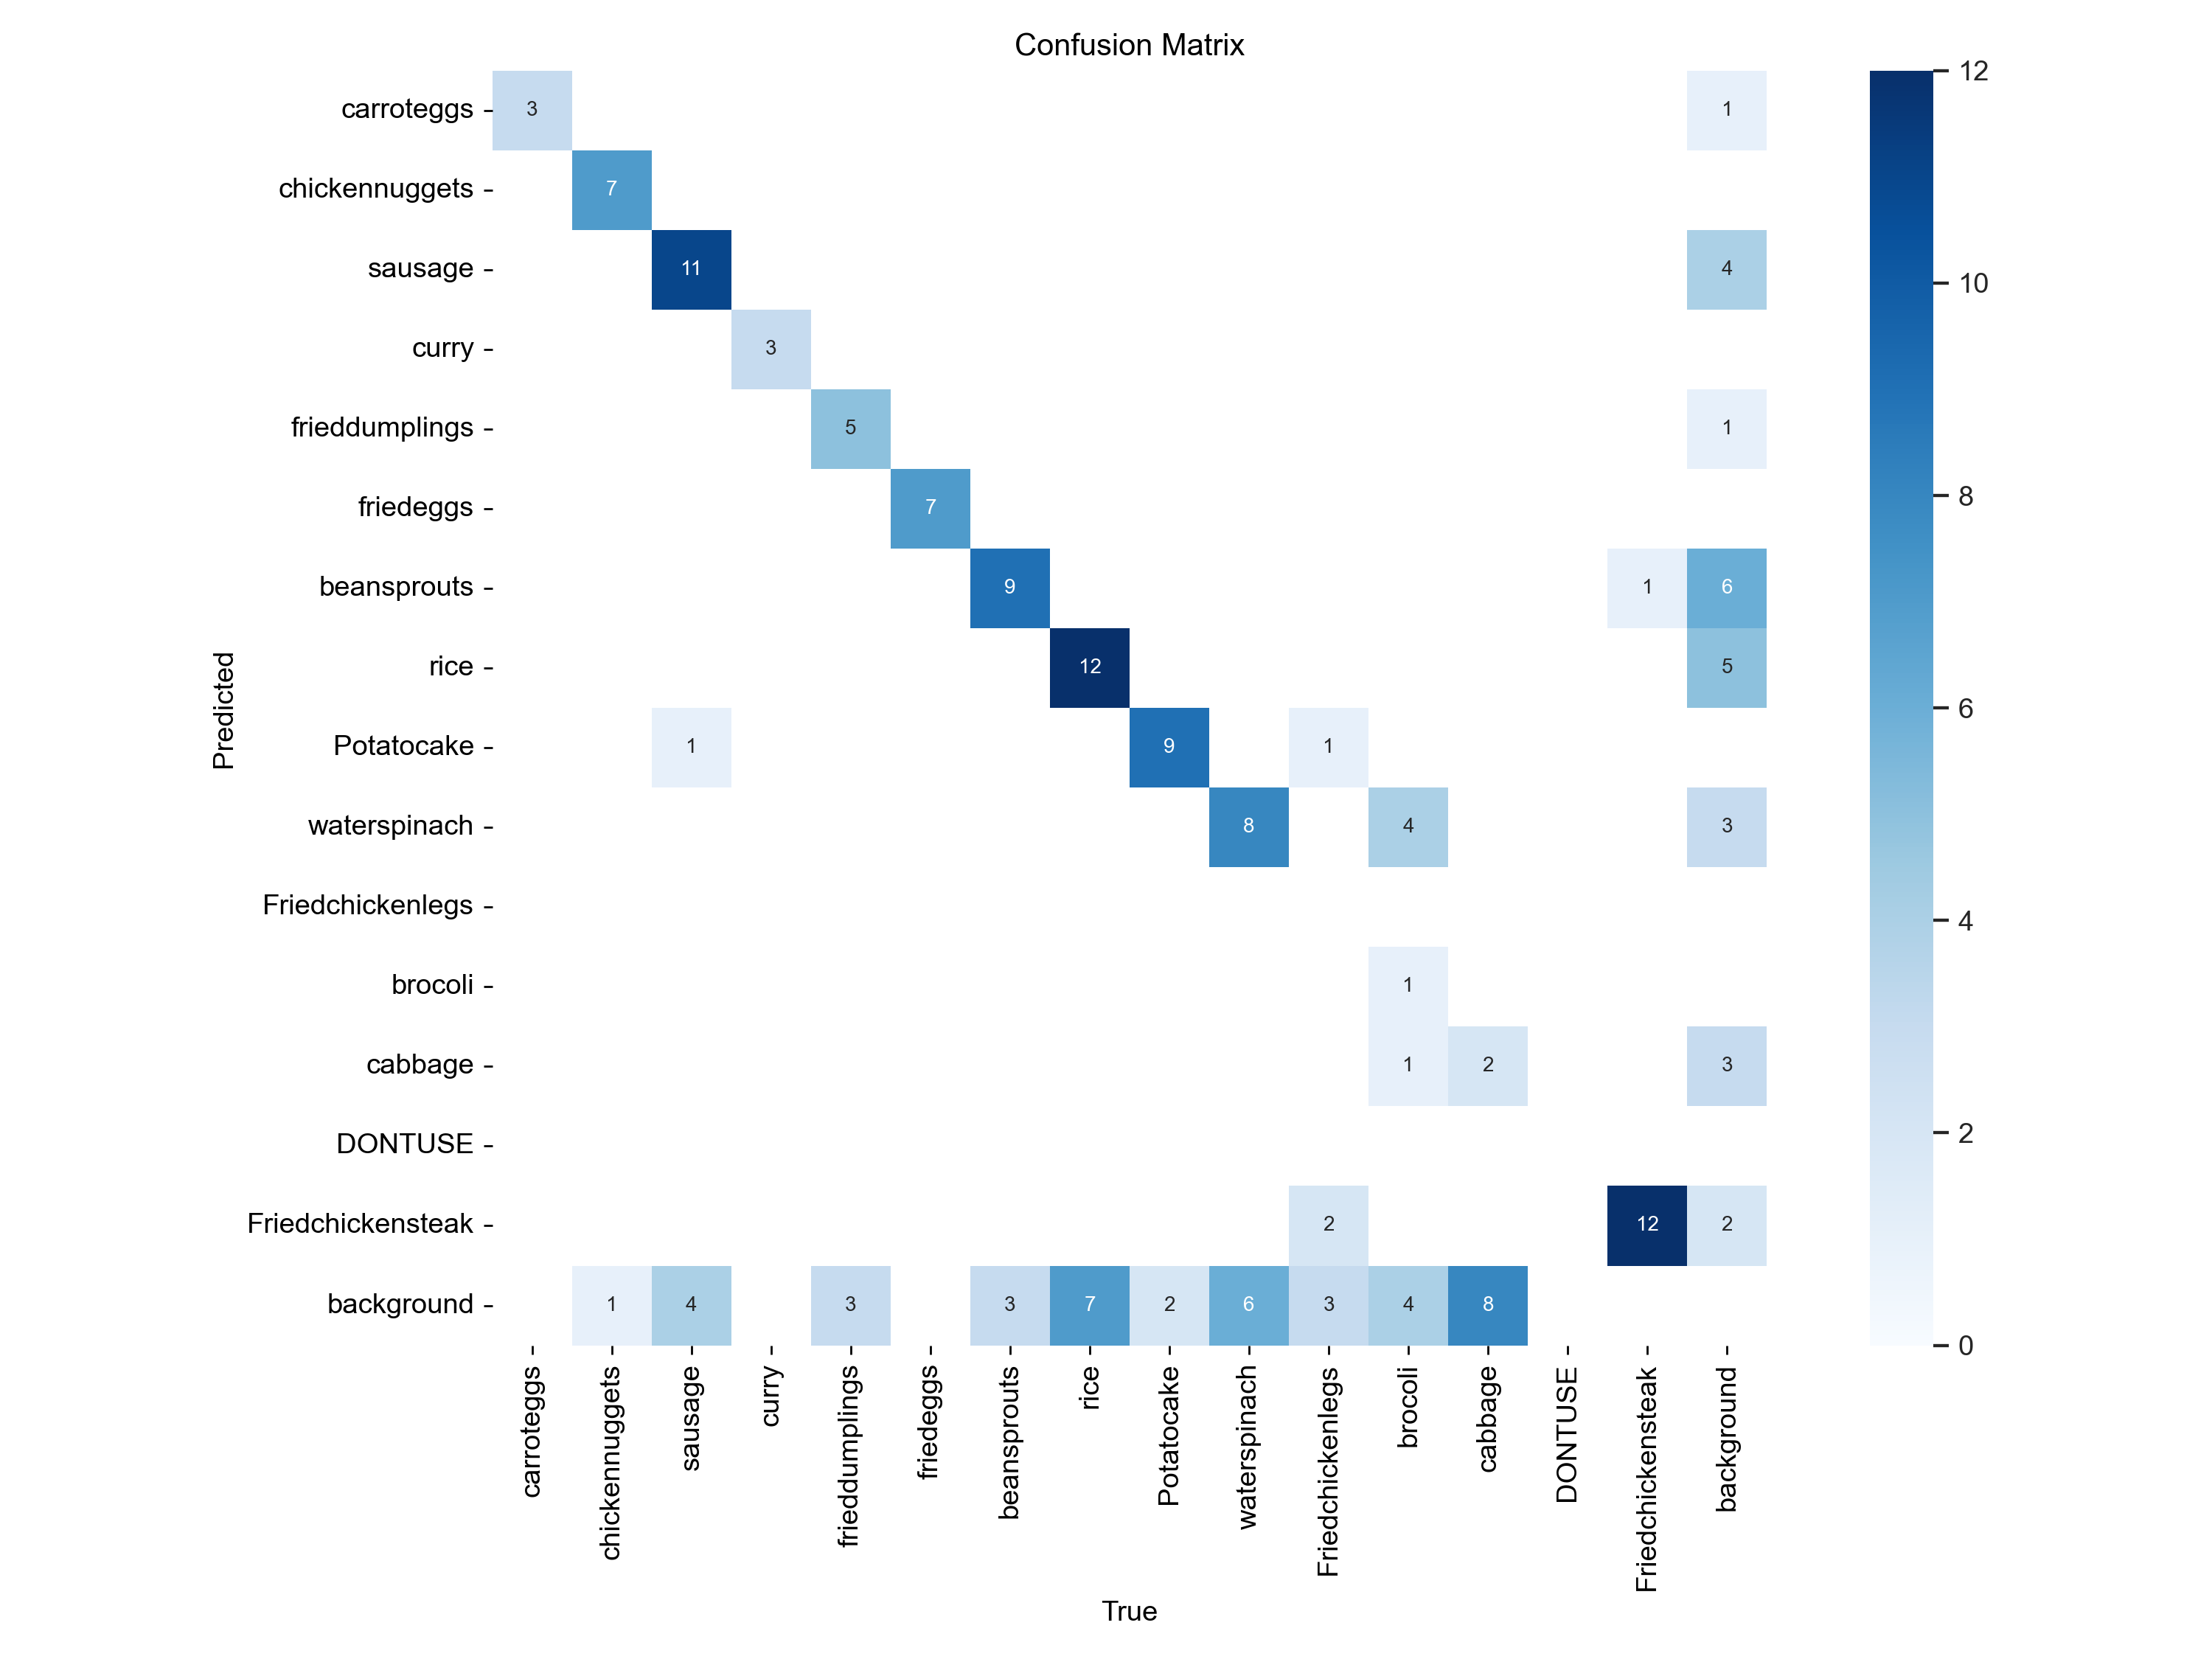 Confusion Matrix
carroteggs 3 1
chickennuggets 7
sausage 11 4
curry 3
frieddumplings 5 1
friedeggs 7
beansprouts 9 1 6
rice 12 5
Potatocake 1 9 1
waterspinach 8 4 3
Friedchickenlegs
brocoli 1
cabbage 1 2 3
DONTUSE
Friedchickensteak 2 12 2
background 1 4 3 3 7 2 6 3 4 8
Predicted
carroteggs
chickennuggets
sausage
curry
frieddumplings
friedeggs
beansprouts
rice
Potatocake
waterspinach
Friedchickenlegs
brocoli
cabbage
DONTUSE
Friedchickensteak
background
True
12
10
8
6
4
2
0